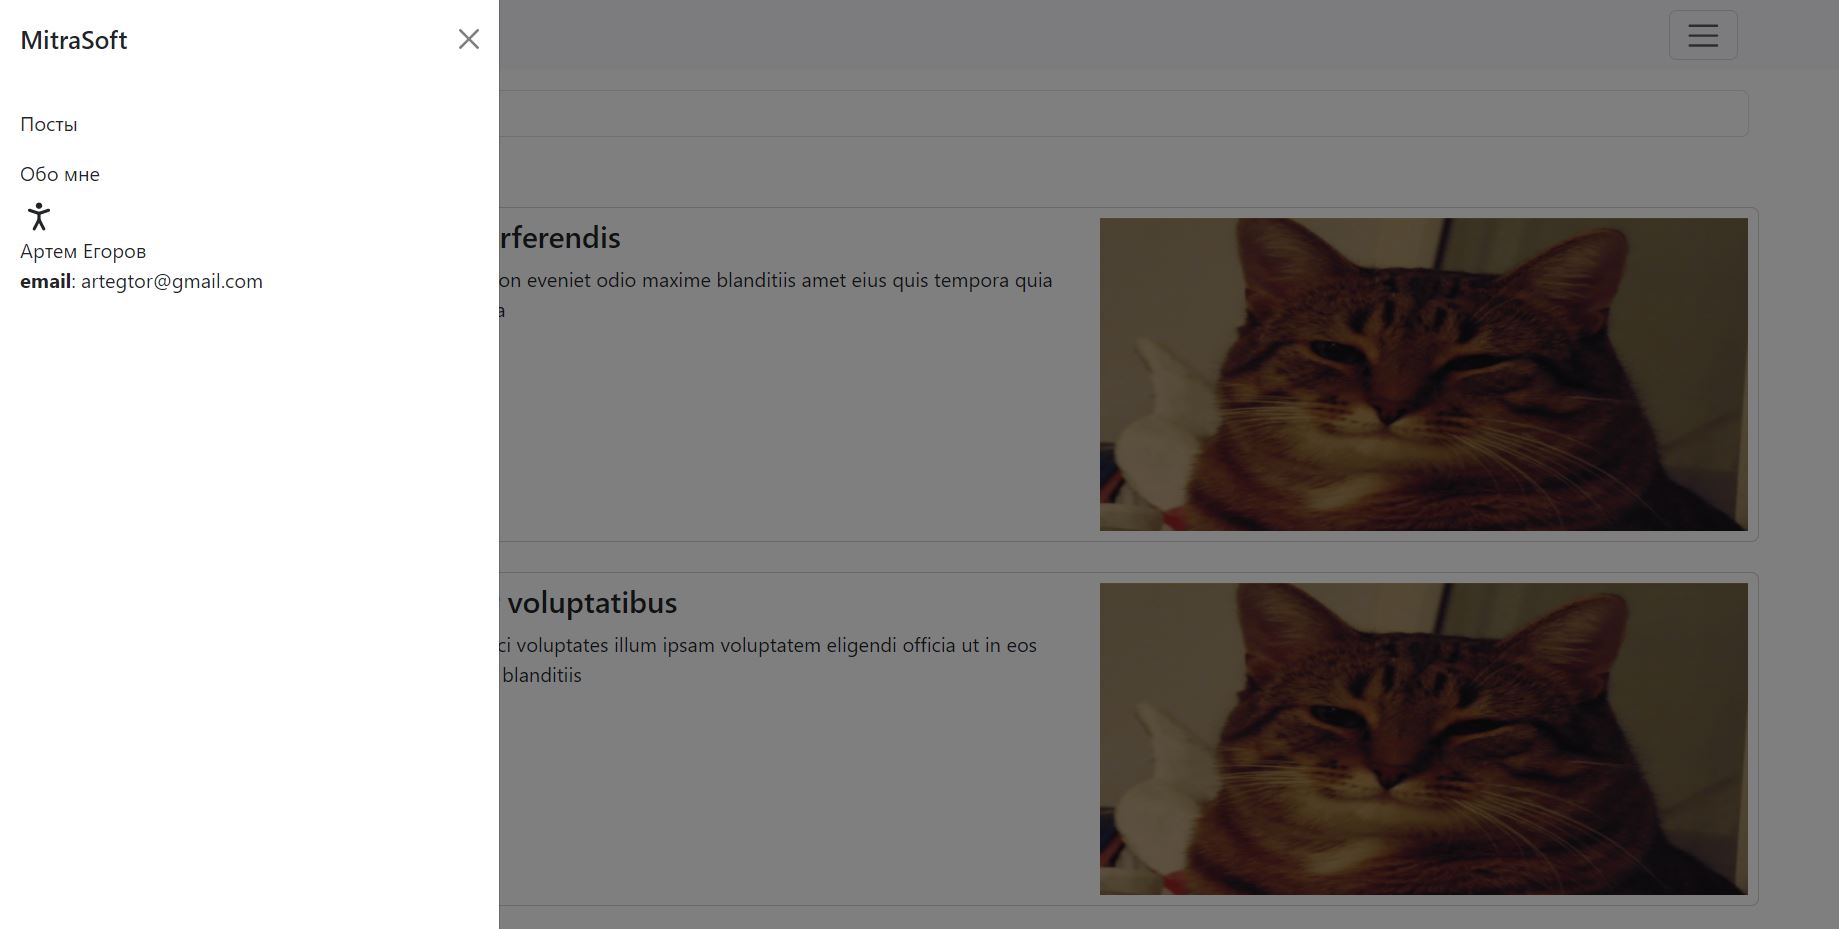 MitraSoft
Посты
Обо мне
Артем Егоров
email: artegtor@gmail.com
rferendis
on eveniet odio maxime blanditiis amet eius quis tempora quia
a
voluptatibus
ci voluptates illum ipsam voluptatem eligendi officia ut in eos
blanditiis